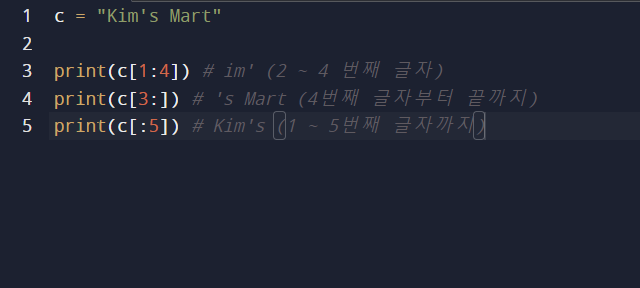 1 c = "Kim's Mart"
2
3 print(c[1:4]) # im' (2 ~ 4 번째 글자)
4 print(c[3:]) # 's Mart (4번째 글자부터 끝까지)
5 print(c[:5]) # Kim's (1 ~ 5번째 글자까지)